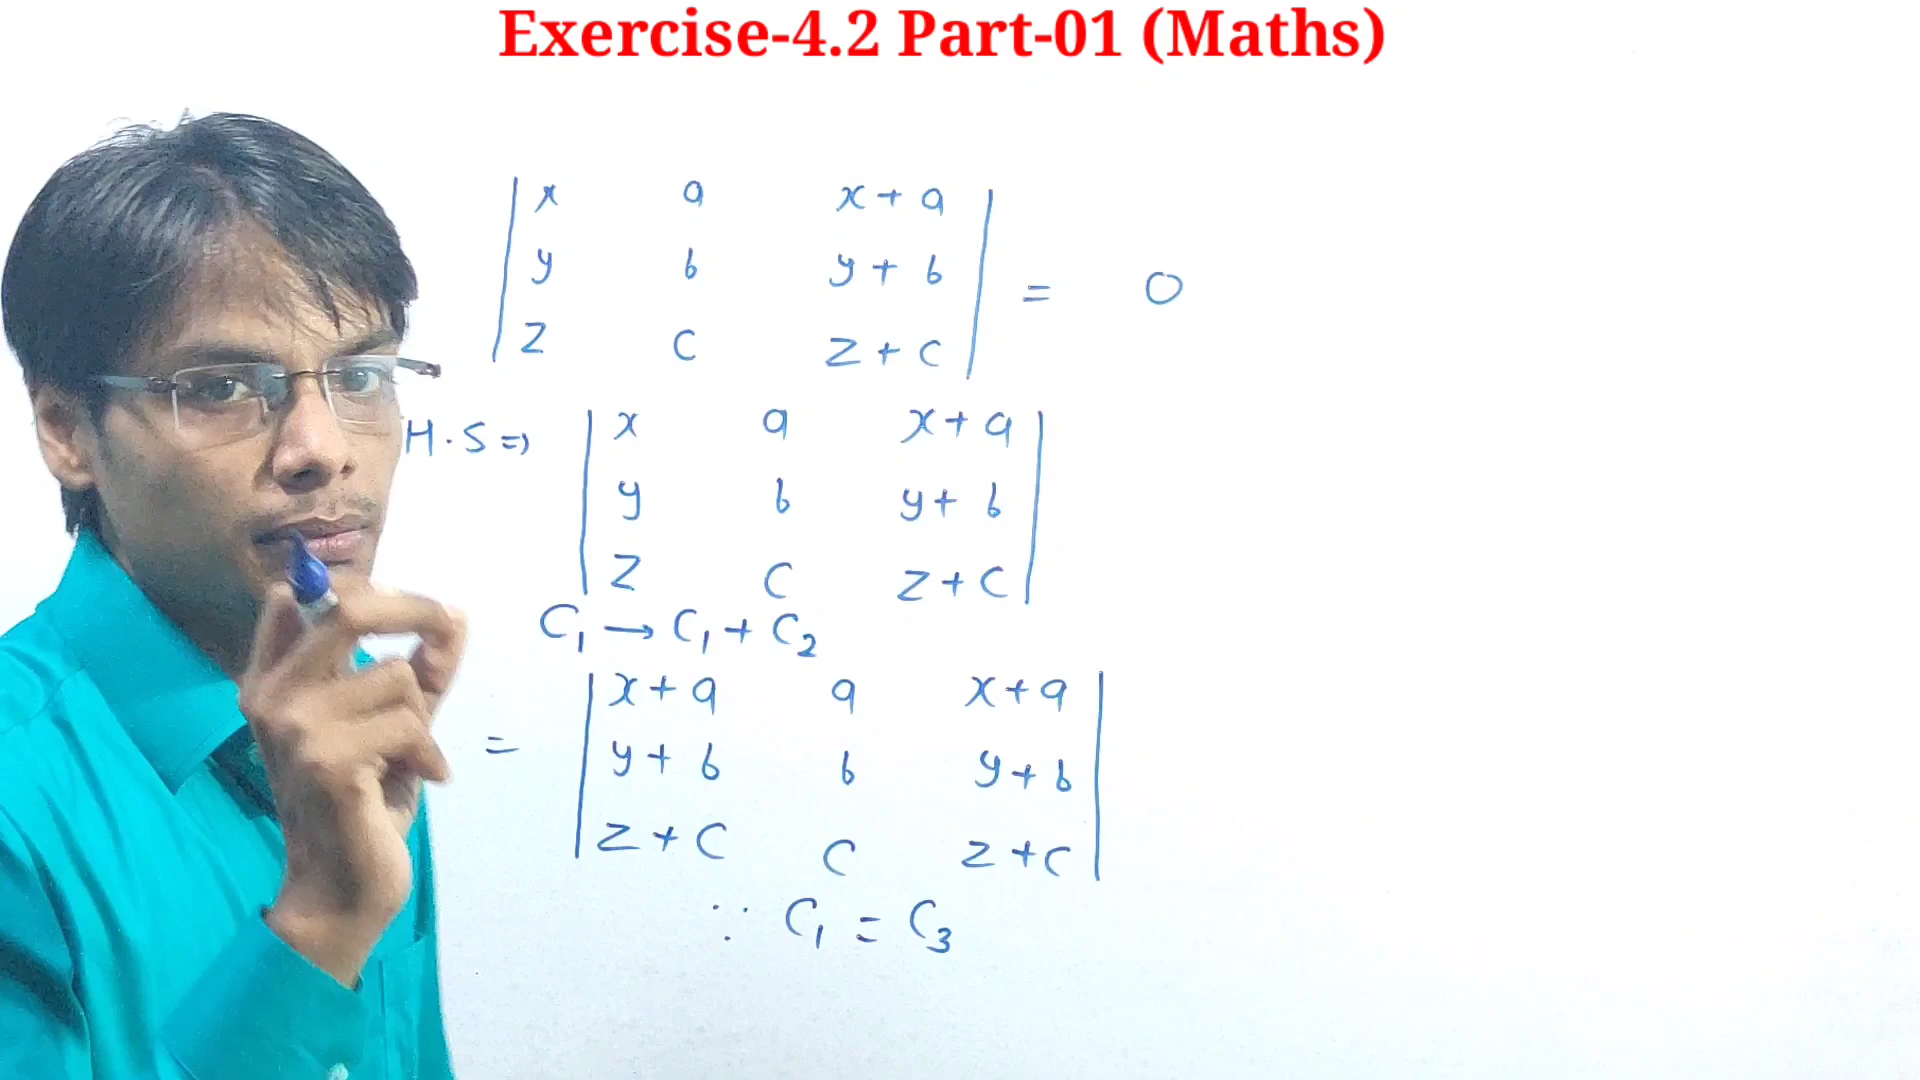 Exercise-4.2 Part-01 (Maths)
x a x + a
y b y + b = 0
z c z + c
H.S ⇒ x a x + a
y b y + b
z c z + c
C₁ → C₁ + C₂
x + a a x + a
= y + b b y + b
z + c c z + c
∵ C₁ = C₃